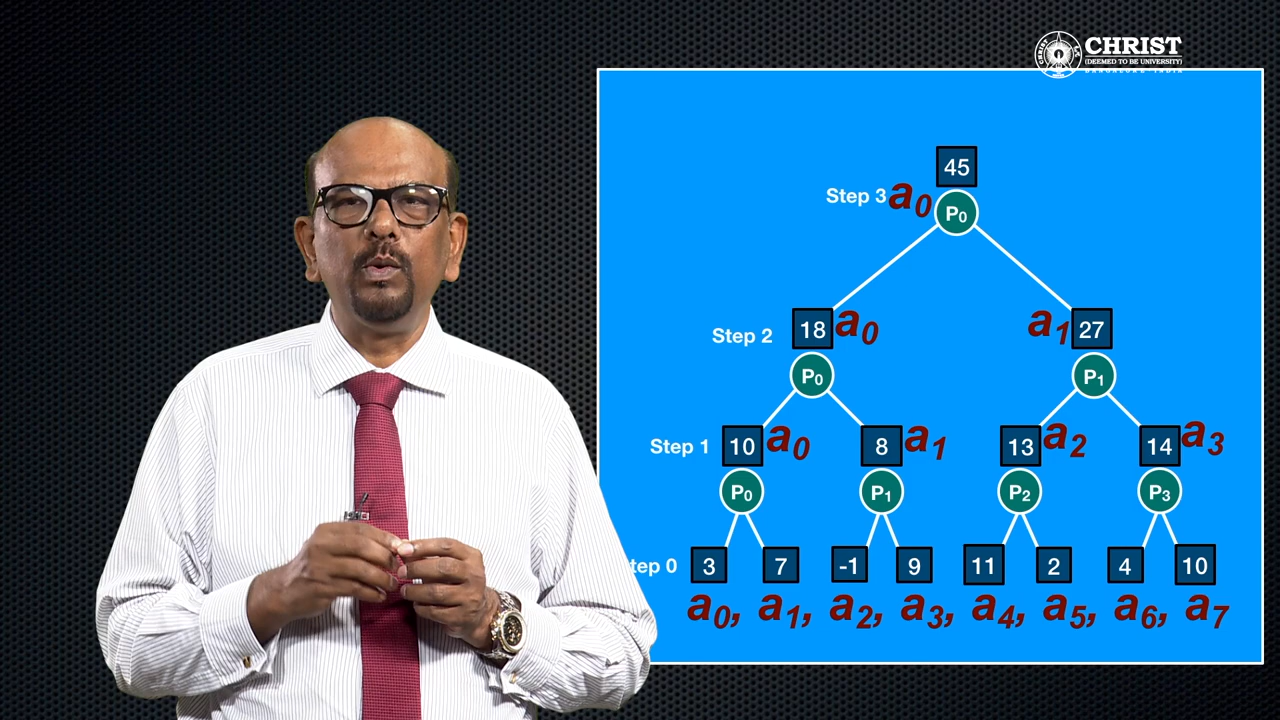 CHRIST
(DEEMED TO BE UNIVERSITY)
BANGALORE · INDIA
45
Step 3 a0 P0
Step 2 18 a0 a1 27
P0 P1
Step 1 10 a0 8 a1 13 a2 14 a3
P0 P1 P2 P3
tep 0 3 7 -1 9 11 2 4 10
a0, a1, a2, a3, a4, a5, a6, a7